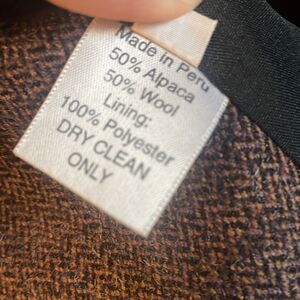 Made in Peru
50% Alpaca
50% Wool
Lining:
100% Polyester
DRY CLEAN
ONLY